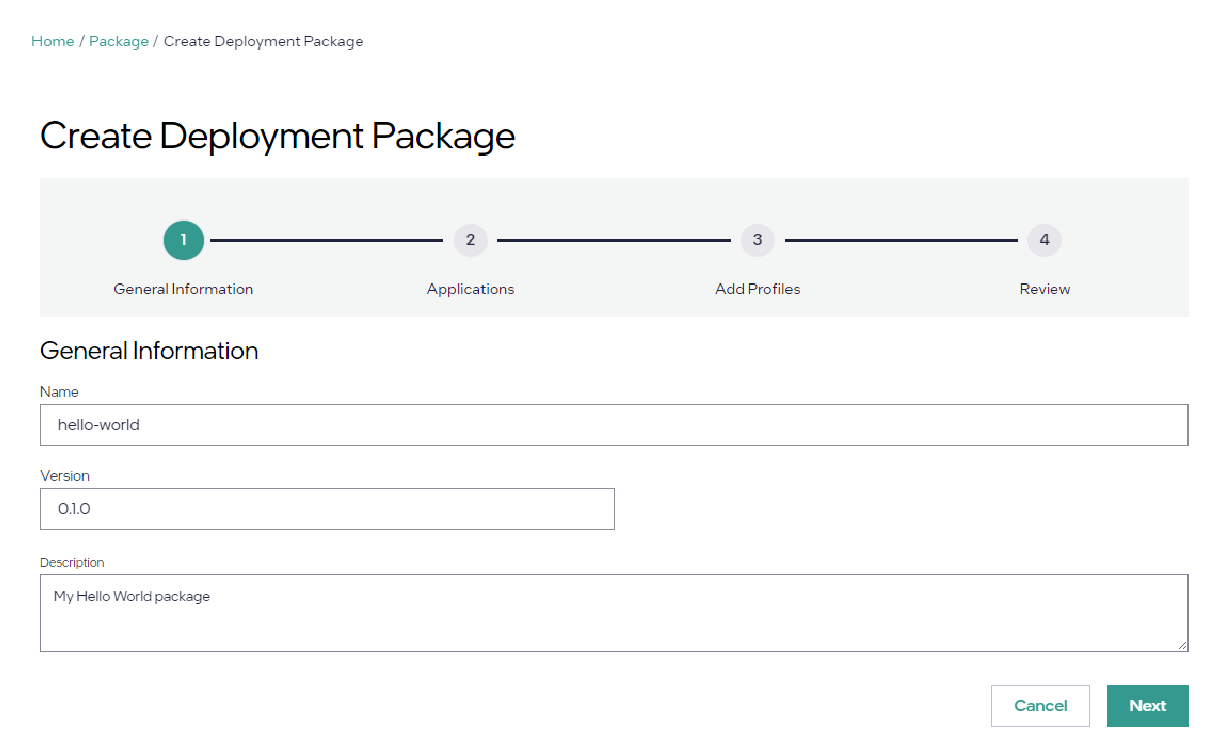 Home / Package / Create Deployment Package
Create Deployment Package
1 2 3 4
General Information Applications Add Profiles Review
General Information
Name
hello-world
Version
0.1.0
Description
My Hello World package
Cancel Next